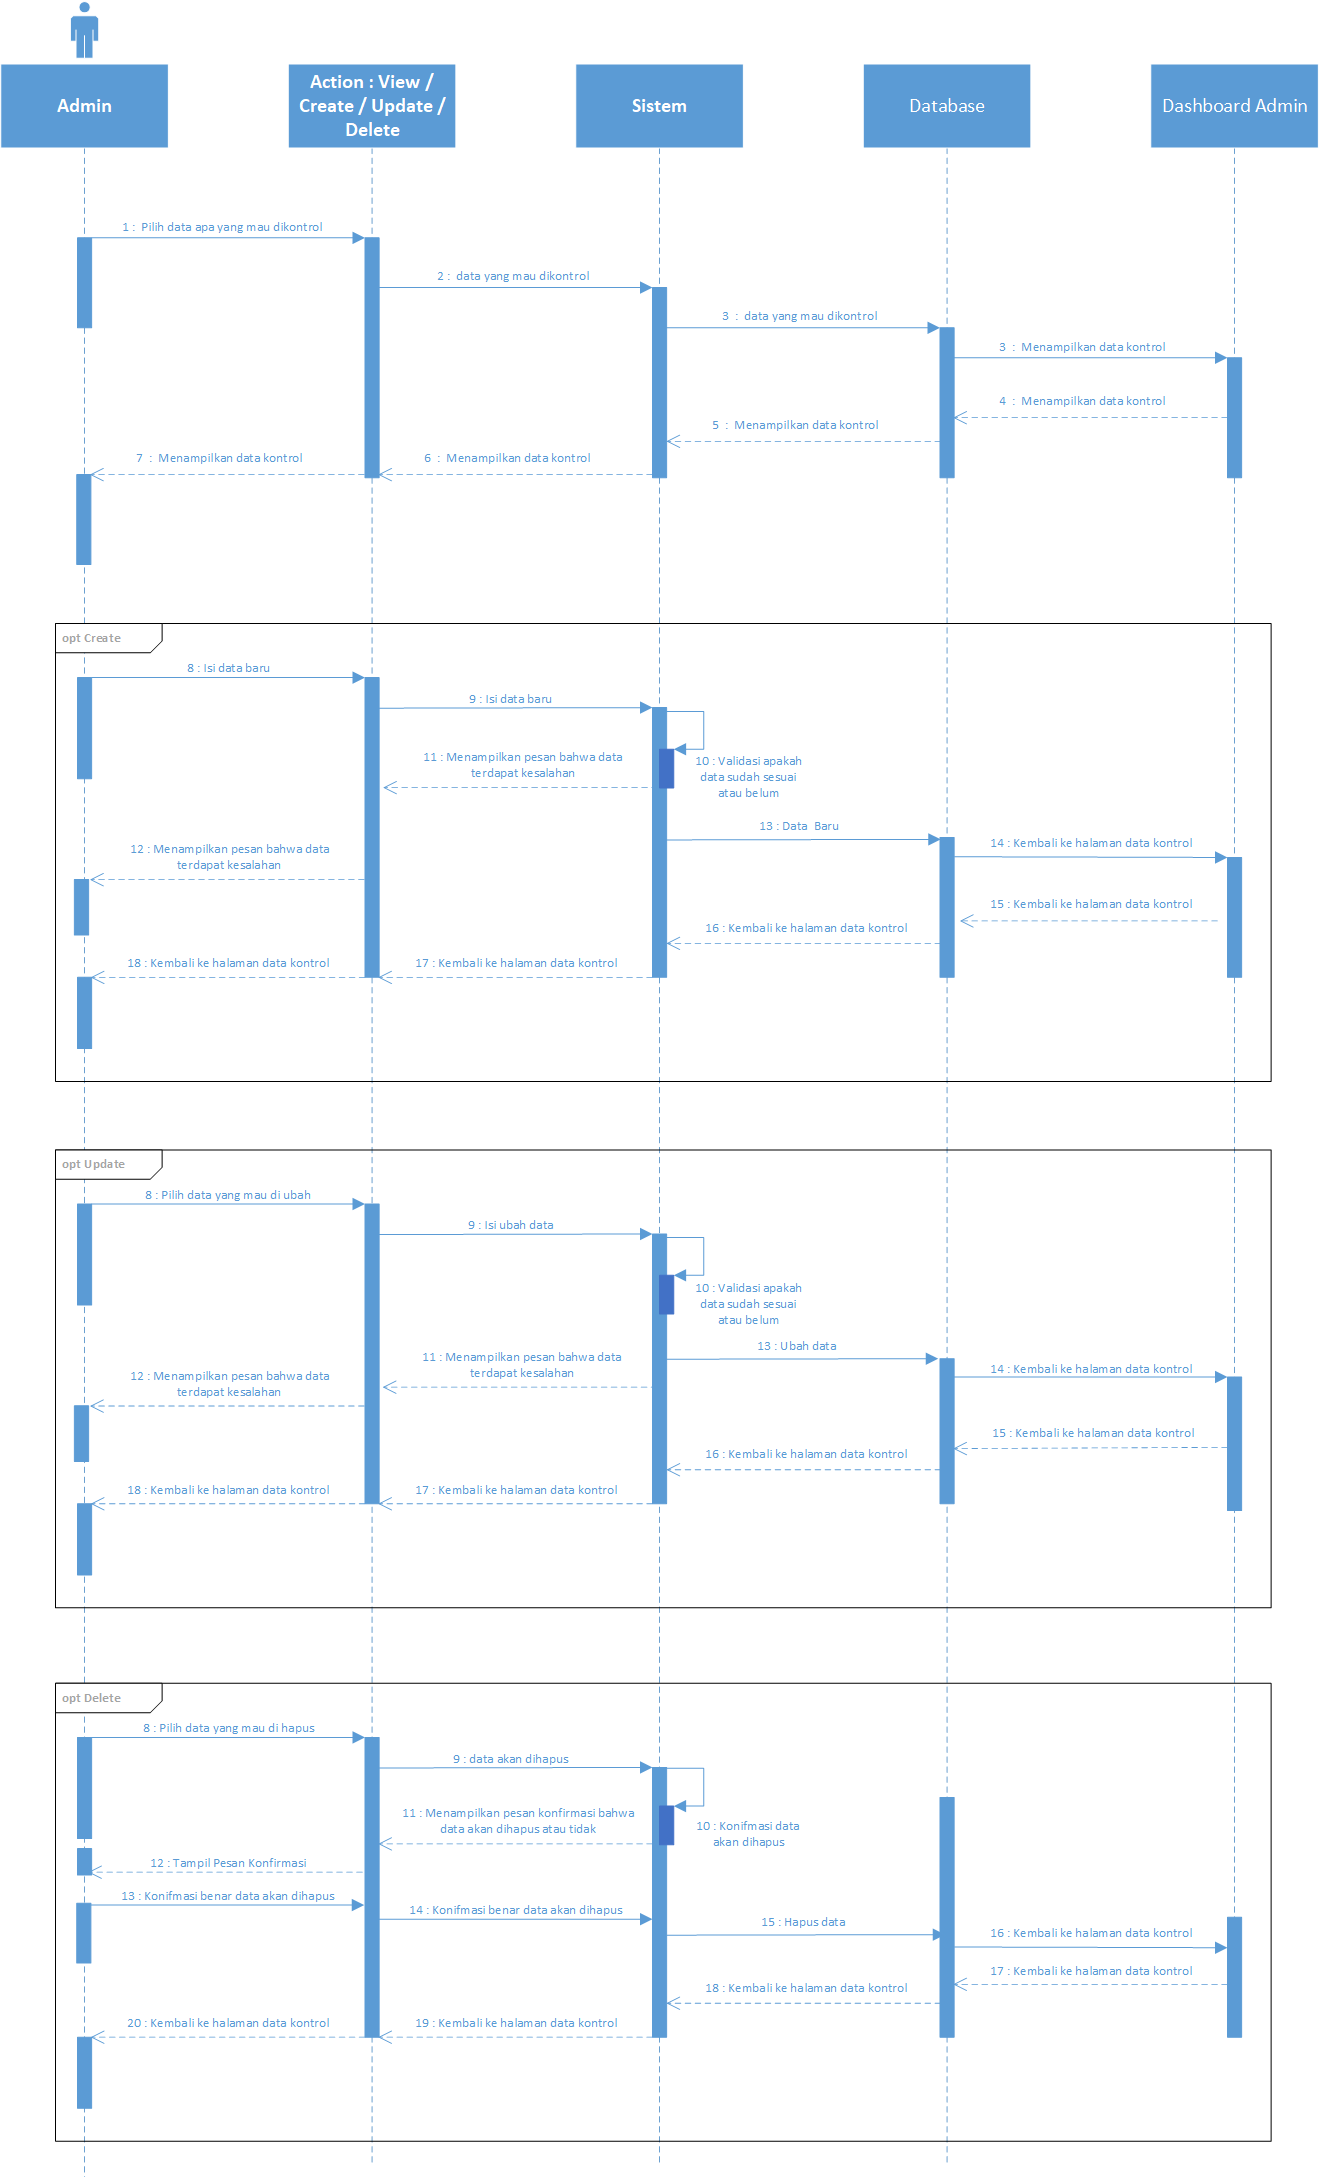 Admin
Action : View /
Create / Update /
Delete
Sistem
Database
Dashboard Admin
1 : Pilih data apa yang mau dikontrol
2 : data yang mau dikontrol
3 : data yang mau dikontrol
3 : Menampilkan data kontrol
4 : Menampilkan data kontrol
5 : Menampilkan data kontrol
6 : Menampilkan data kontrol
7 : Menampilkan data kontrol
opt Create
8 : Isi data baru
9 : Isi data baru
10 : Validasi apakah
data sudah sesuai
atau belum
11 : Menampilkan pesan bahwa data
terdapat kesalahan
12 : Menampilkan pesan bahwa data
terdapat kesalahan
13 : Data Baru
14 : Kembali ke halaman data kontrol
15 : Kembali ke halaman data kontrol
16 : Kembali ke halaman data kontrol
17 : Kembali ke halaman data kontrol
18 : Kembali ke halaman data kontrol
opt Update
8 : Pilih data yang mau di ubah
9 : Isi ubah data
10 : Validasi apakah
data sudah sesuai
atau belum
11 : Menampilkan pesan bahwa data
terdapat kesalahan
12 : Menampilkan pesan bahwa data
terdapat kesalahan
13 : Ubah data
14 : Kembali ke halaman data kontrol
15 : Kembali ke halaman data kontrol
16 : Kembali ke halaman data kontrol
17 : Kembali ke halaman data kontrol
18 : Kembali ke halaman data kontrol
opt Delete
8 : Pilih data yang mau di hapus
9 : data akan dihapus
10 : Konifmasi data
akan dihapus
11 : Menampilkan pesan konfirmasi bahwa
data akan dihapus atau tidak
12 : Tampil Pesan Konfirmasi
13 : Konifmasi benar data akan dihapus
14 : Konifmasi benar data akan dihapus
15 : Hapus data
16 : Kembali ke halaman data kontrol
17 : Kembali ke halaman data kontrol
18 : Kembali ke halaman data kontrol
19 : Kembali ke halaman data kontrol
20 : Kembali ke halaman data kontrol